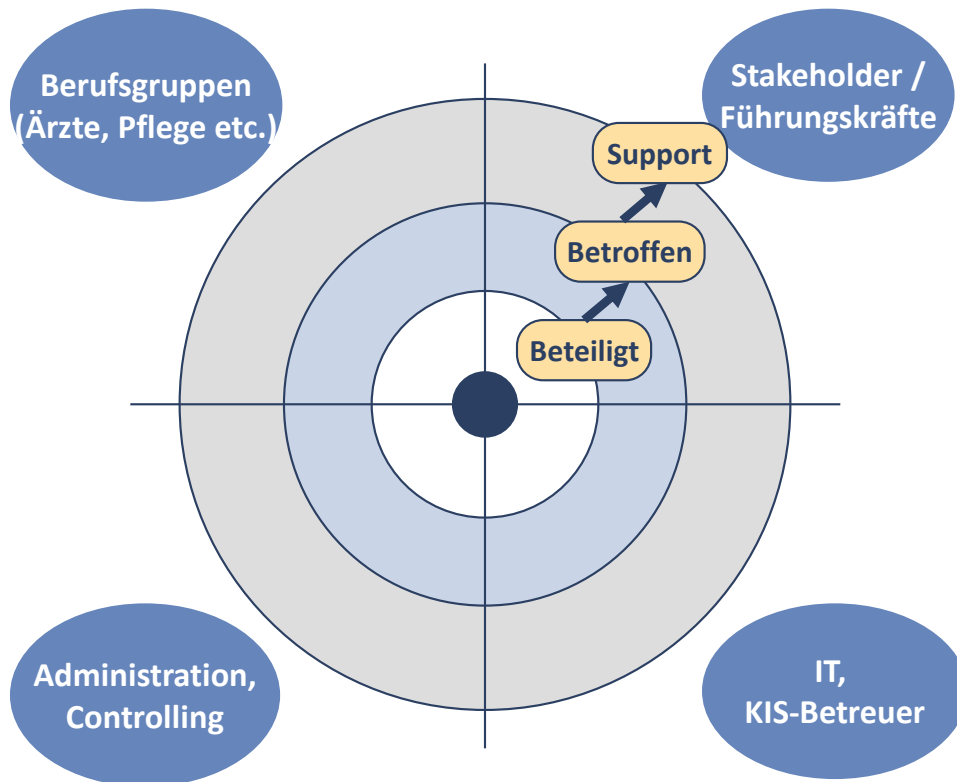 Berufsgruppen
(Ärzte, Pflege etc.)
Stakeholder /
Führungskräfte
Support
Betroffen
Beteiligt
Administration,
Controlling
IT,
KIS-Betreuer